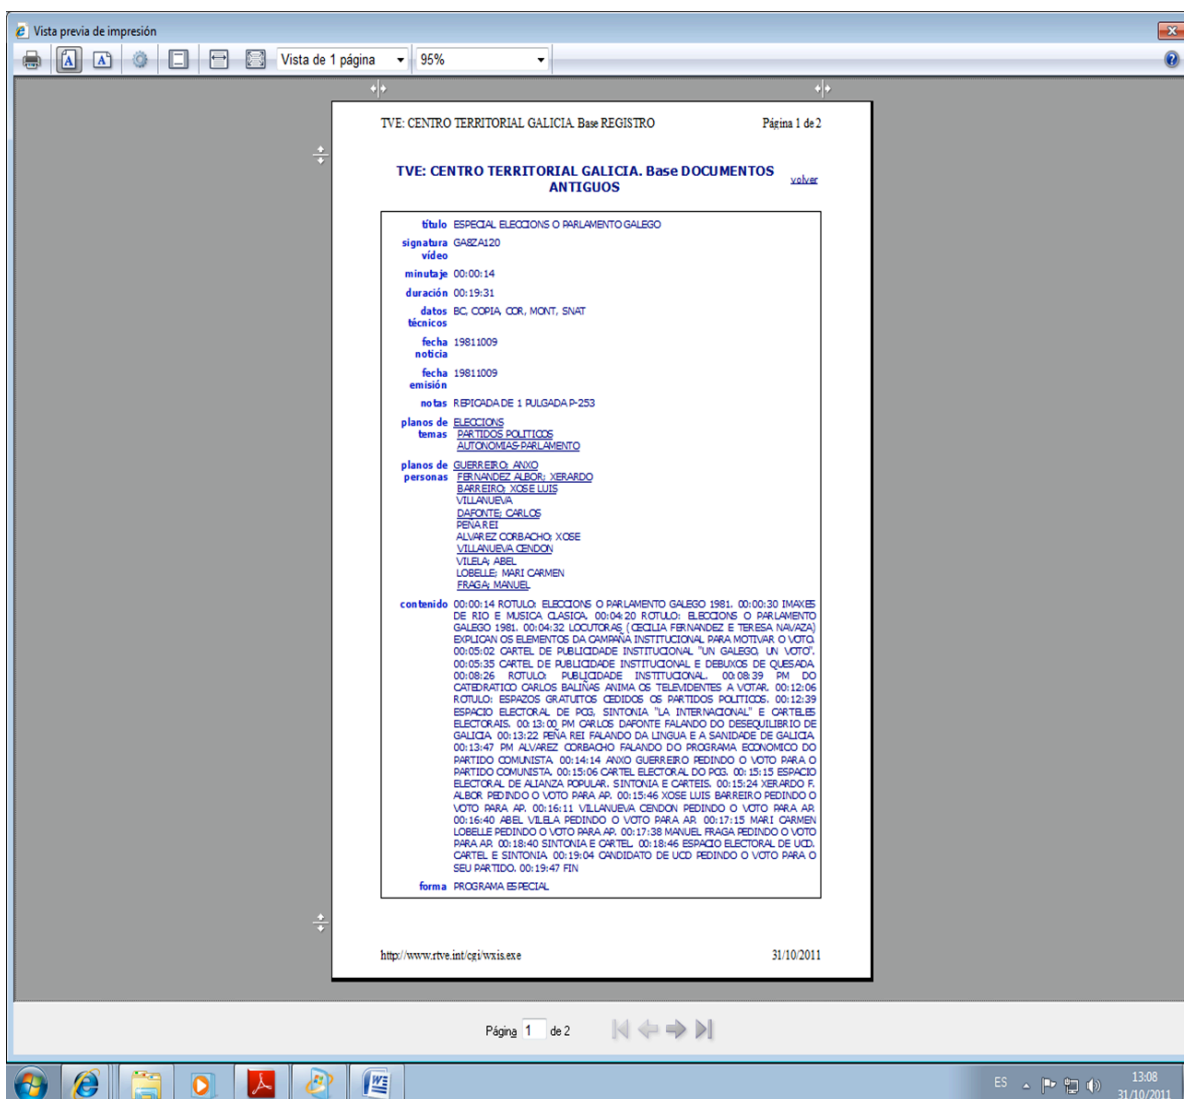 Vista previa de impresión
Vista de 1 página
95%
TVE: CENTRO TERRITORIAL GALICIA. Base REGISTRO
Página 1 de 2
TVE: CENTRO TERRITORIAL GALICIA. Base DOCUMENTOS
ANTIGUOS
volver
título ESPECIAL ELECCIONS O PARLAMENTO GALEGO
signatura GA8ZA120
vídeo
minutaje 00:00:14
duración 00:19:31
datos BC, COPIA, COR, MONT, SNAT
técnicos
fecha 19811009
noticia
fecha 19811009
emisión
notas REPICADA DE 1 PULGADA P-253
planos de ELECCIONS
temas PARTIDOS POLITICOS
AUTONOMIAS-PARLAMENTO
planos de GUERREIRO; ANXO
personas FERNANDEZ ALBOR; XERARDO
BARREIRO; XOSE LUIS
VILLANUEVA
DAFONTE; CARLOS
PEÑA REI
ALVAREZ CORBACHO; XOSE
VILLANUEVA CENDON
VILELA; ABEL
LOBELLE; MARI CARMEN
FRAGA; MANUEL
contenido 00:00:14 ROTULO: ELECCIONS O PARLAMENTO GALEGO 1981. 00:00:30 IMAXES
DE RIO E MUSICA CLASICA. 00:04:20 ROTULO: ELECCIONS O PARLAMENTO
GALEGO 1981. 00:04:32 LOCUTORAS (CECILIA FERNANDEZ E TERESA NAVAZA)
EXPLICAN OS ELEMENTOS DA CAMPAÑA INSTITUCIONAL PARA MOTIVAR O VOTO.
00:05:02 CARTEL DE PUBLICIDADE INSTITUCIONAL "UN GALEGO, UN VOTO".
00:05:35 CARTEL DE PUBLICIDADE INSTITUCIONAL E DEBUXOS DE QUESADA.
00:08:26 ROTULO: PUBLICIDADE INSTITUCIONAL. 00:08:39 PM DO
CATEDRATICO CARLOS BALIÑAS ANIMA OS TELEVIDENTES A VOTAR. 00:12:06
ROTULO: ESPAZOS GRATUITOS CEDIDOS OS PARTIDOS POLITICOS. 00:12:39
ESPACIO ELECTORAL DE PCG, SINTONIA "LA INTERNACIONAL" E CARTELES
ELECTORAIS. 00:13:00 PM CARLOS DAFONTE FALANDO DO DESEQUILIBRIO DE
GALICIA. 00:13:22 PEÑA REI FALANDO DA LINGUA E A SANIDADE DE GALICIA.
00:13:47 PM ALVAREZ CORBACHO FALANDO DO PROGRAMA ECONOMICO DO
PARTIDO COMUNISTA. 00:14:14 ANXO GUERREIRO PEDINDO O VOTO PARA O
PARTIDO COMUNISTA. 00:15:06 CARTEL ELECTORAL DO PCG. 00:15:15 ESPACIO
ELECTORAL DE ALIANZA POPULAR. SINTONIA E CARTEIS. 00:15:24 XERARDO F.
ALBOR PEDINDO O VOTO PARA AP. 00:15:46 XOSE LUIS BARREIRO PEDINDO O
VOTO PARA AP. 00:16:11 VILLANUEVA CENDON PEDINDO O VOTO PARA AP.
00:16:40 ABEL VILELA PEDINDO O VOTO PARA AP. 00:17:15 MARI CARMEN
LOBELLE PEDINDO O VOTO PARA AP. 00:17:38 MANUEL FRAGA PEDINDO O VOTO
PARA AP. 00:18:40 SINTONIA E CARTEL. 00:18:46 ESPACIO ELECTORAL DE UCD.
CARTEL E SINTONIA. 00:19:04 CANDIDATO DE UCD PEDINDO O VOTO PARA O
SEU PARTIDO. 00:19:47 FIN
forma PROGRAMA ESPECIAL
http://www.rtve.int/cgi/wxis.exe
31/10/2011
Página 1 de 2
ES
13:08
31/10/2011